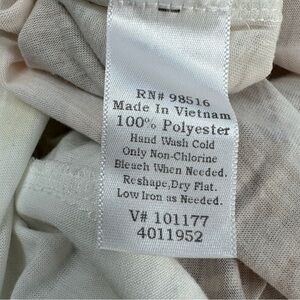 RN# 98516
Made In Vietnam
100% Polyester
Hand Wash Cold
Only Non-Chlorine
Bleach When Needed.
Reshape,Dry Flat.
Low Iron as Needed.
V# 101177
4011952